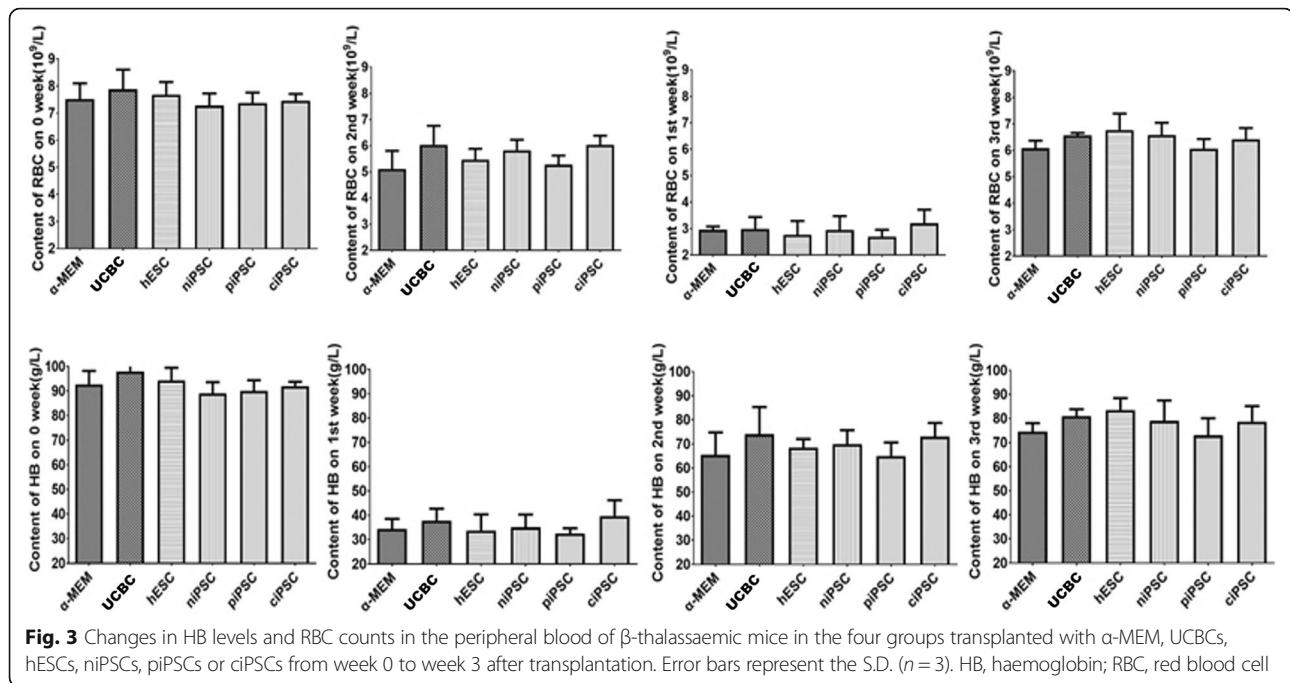 Content of RBC on 0 week(10⁹/L)
9
8
7
6
5
4
3
2
α-MEM
UCBC
hESC
niPSC
piPSC
ciPSC
Content of RBC on 2nd week(10⁹/L)
9
8
7
6
5
4
3
2
α-MEM
UCBC
hESC
niPSC
piPSC
ciPSC
Content of RBC on 1st week(10⁹/L)
9
8
7
6
5
4
3
2
α-MEM
UCBC
hESC
niPSC
piPSC
ciPSC
Content of RBC on 3rd week(10⁹/L)
9
8
7
6
5
4
3
2
α-MEM
UCBC
hESC
niPSC
piPSC
ciPSC
Content of HB on 0 week(g/L)
100
90
80
70
60
50
40
30
20
α-MEM
UCBC
hESC
niPSC
piPSC
ciPSC
Content of HB on 1st week(g/L)
100
90
80
70
60
50
40
30
20
α-MEM
UCBC
hESC
niPSC
piPSC
ciPSC
Content of HB on 2nd week(g/L)
100
90
80
70
60
50
40
30
20
α-MEM
UCBC
hESC
niPSC
piPSC
ciPSC
Content of HB on 3rd week(g/L)
100
90
80
70
60
50
40
30
20
α-MEM
UCBC
hESC
niPSC
piPSC
ciPSC
Fig. 3 Changes in HB levels and RBC counts in the peripheral blood of β-thalassaemic mice in the four groups transplanted with α-MEM, UCBCs,
hESCs, niPSCs, piPSCs or ciPSCs from week 0 to week 3 after transplantation. Error bars represent the S.D. (n = 3). HB, haemoglobin; RBC, red blood cell